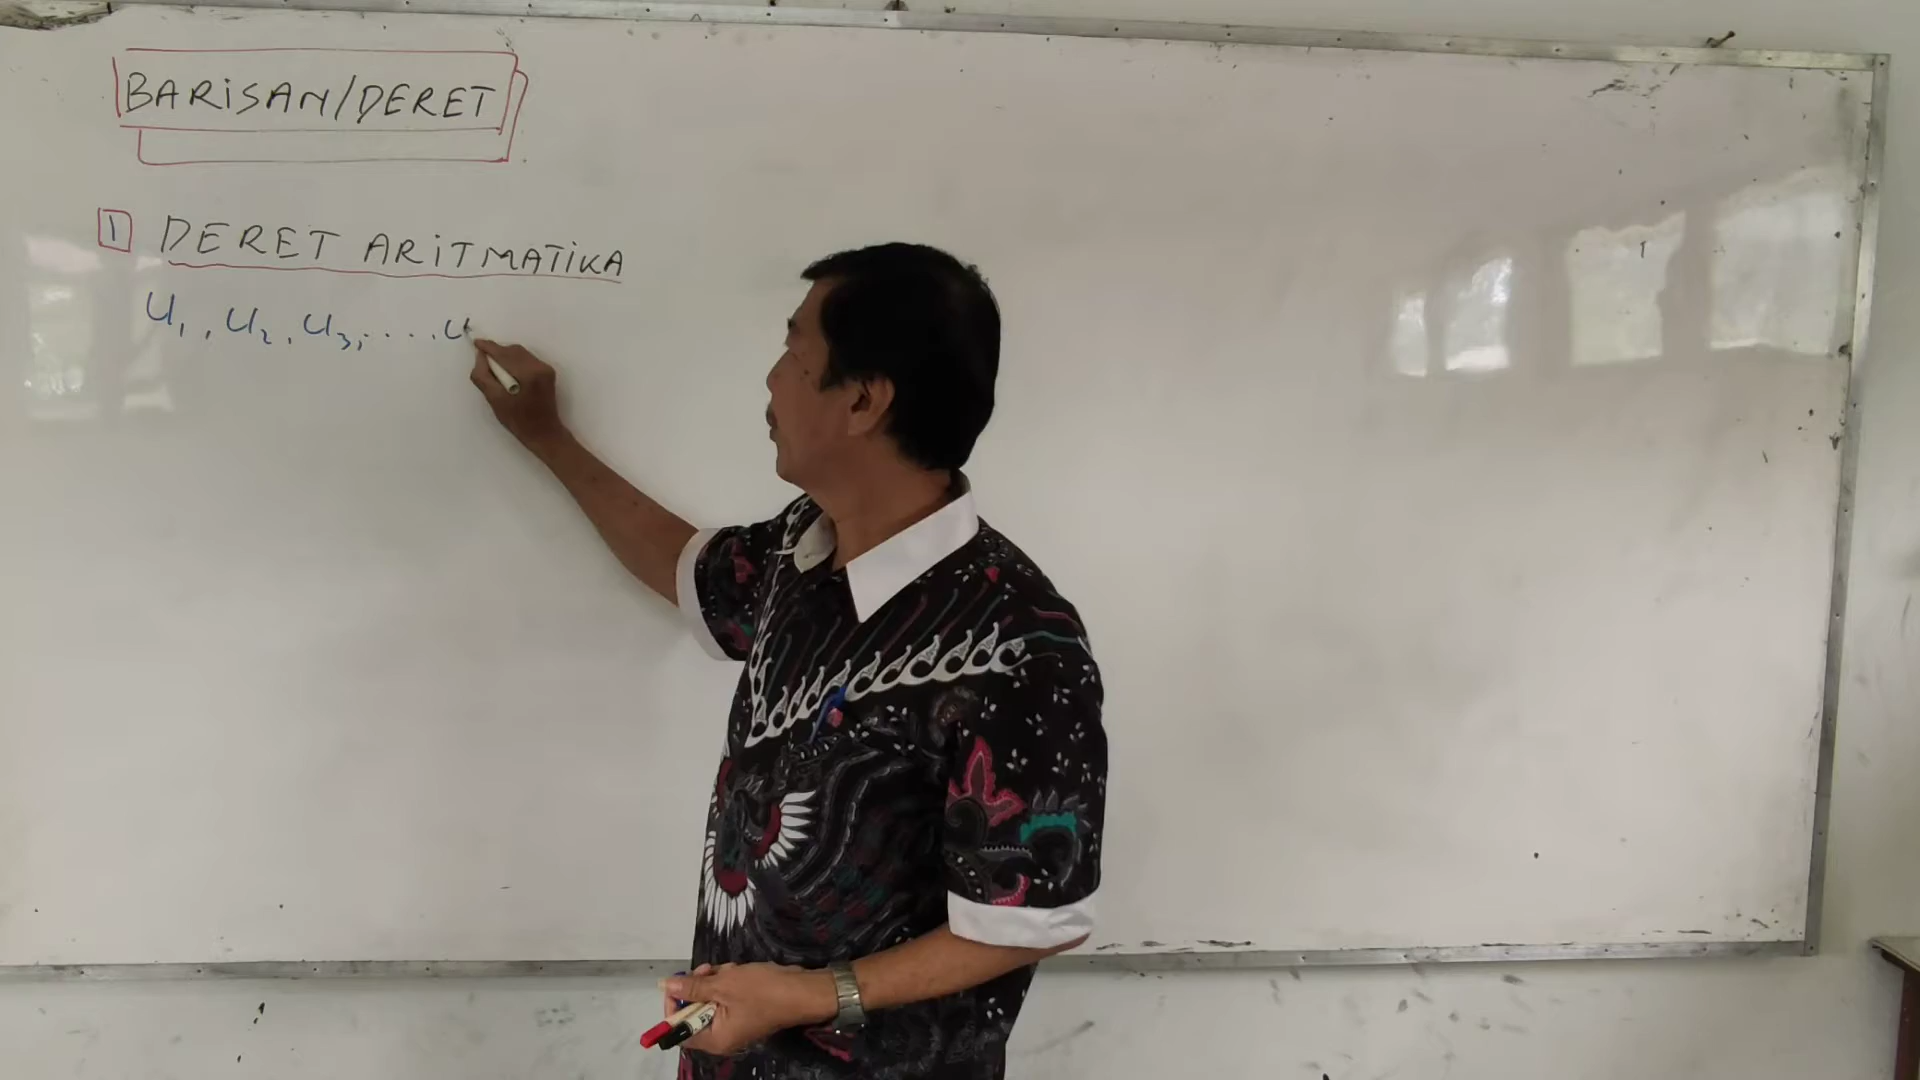 BARiSAN/DERET
1 DERET ARiTMATiKA
U₁, U₂, U₃, .... U